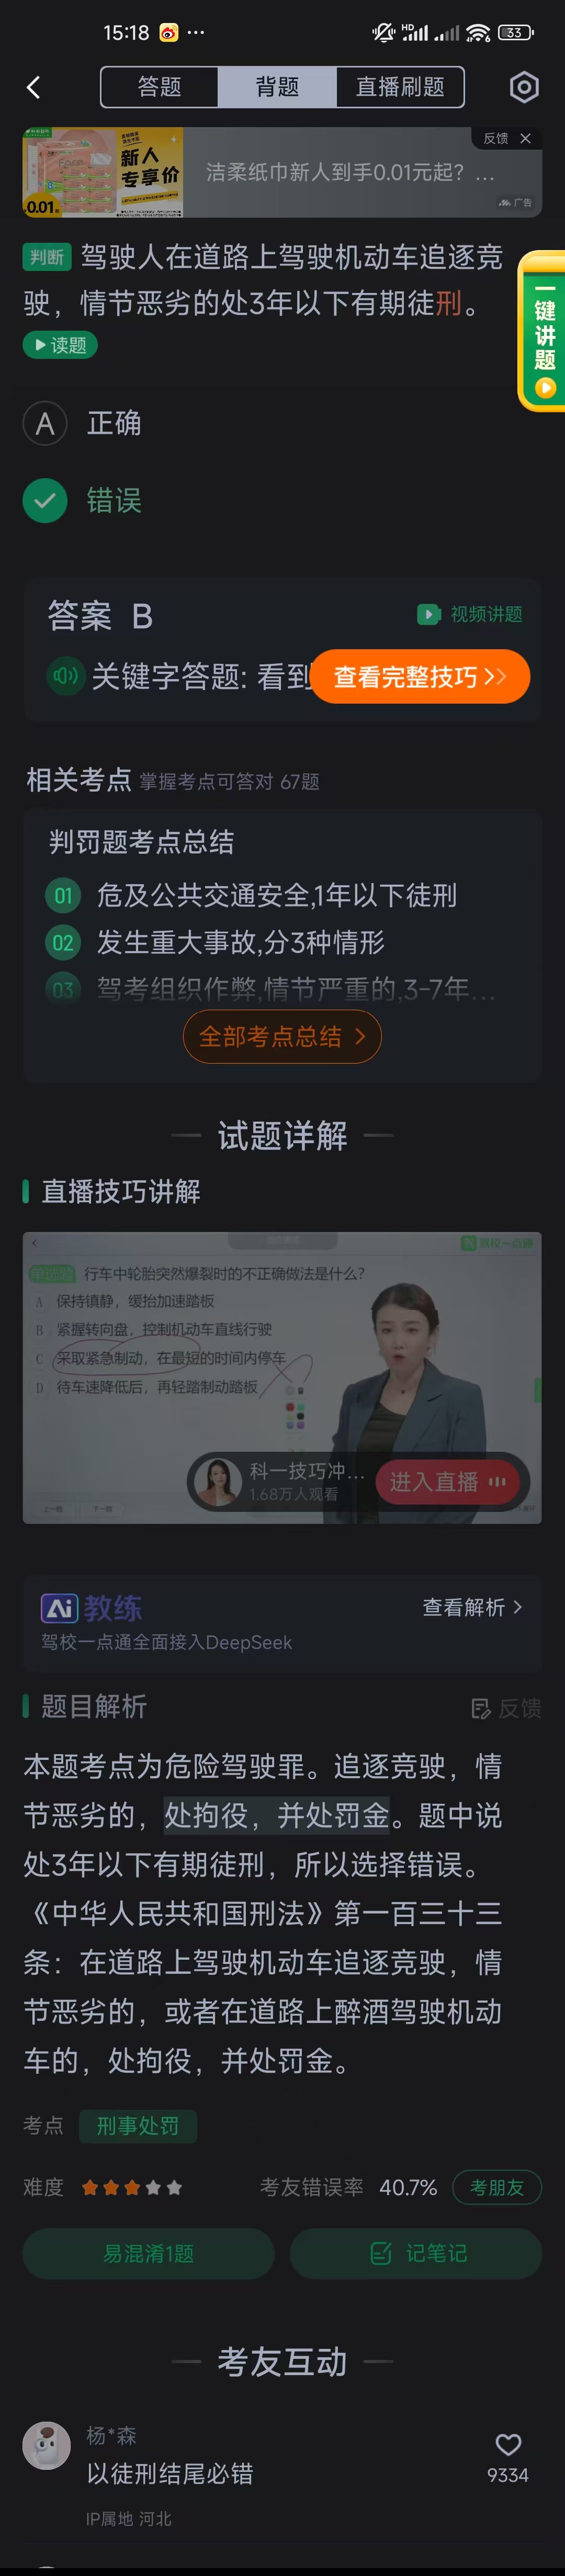 15:18
HD
6
33
答题
背题
直播刷题
新人
专享价
0.01
洁柔纸巾新人到手0.01元起？...
反馈
广告
判断 驾驶人在道路上驾驶机动车追逐竞
驶，情节恶劣的处3年以下有期徒刑。
读题
一键讲题
A 正确
错误
答案 B
视频讲题
关键字答题: 看到
查看完整技巧
相关考点 掌握考点可答对 67题
判罚题考点总结
01 危及公共交通安全,1年以下徒刑
02 发生重大事故,分3种情形
03 驾考组织作弊,情节严重的,3-7年...
全部考点总结
试题详解
直播技巧讲解
驾校一点通
行车中轮胎突然爆裂时的不正确做法是什么?
A 保持镇静，缓抬加速踏板
B 紧握转向盘，控制机动车直线行驶
C 采取紧急制动，在最短的时间内停车
D 待车速降低后，再轻踏制动踏板
科一技巧冲...
1.68万人观看
进入直播
上一题
下一题
Ai 教练
查看解析
驾校一点通全面接入DeepSeek
题目解析
反馈
本题考点为危险驾驶罪。追逐竞驶，情
节恶劣的，处拘役，并处罚金。题中说
处3年以下有期徒刑，所以选择错误。
《中华人民共和国刑法》第一百三十三
条：在道路上驾驶机动车追逐竞驶，情
节恶劣的，或者在道路上醉酒驾驶机动
车的，处拘役，并处罚金。
考点 刑事处罚
难度
考友错误率 40.7%
考朋友
易混淆1题
记笔记
考友互动
杨*森
以徒刑结尾必错
9334
IP属地 河北